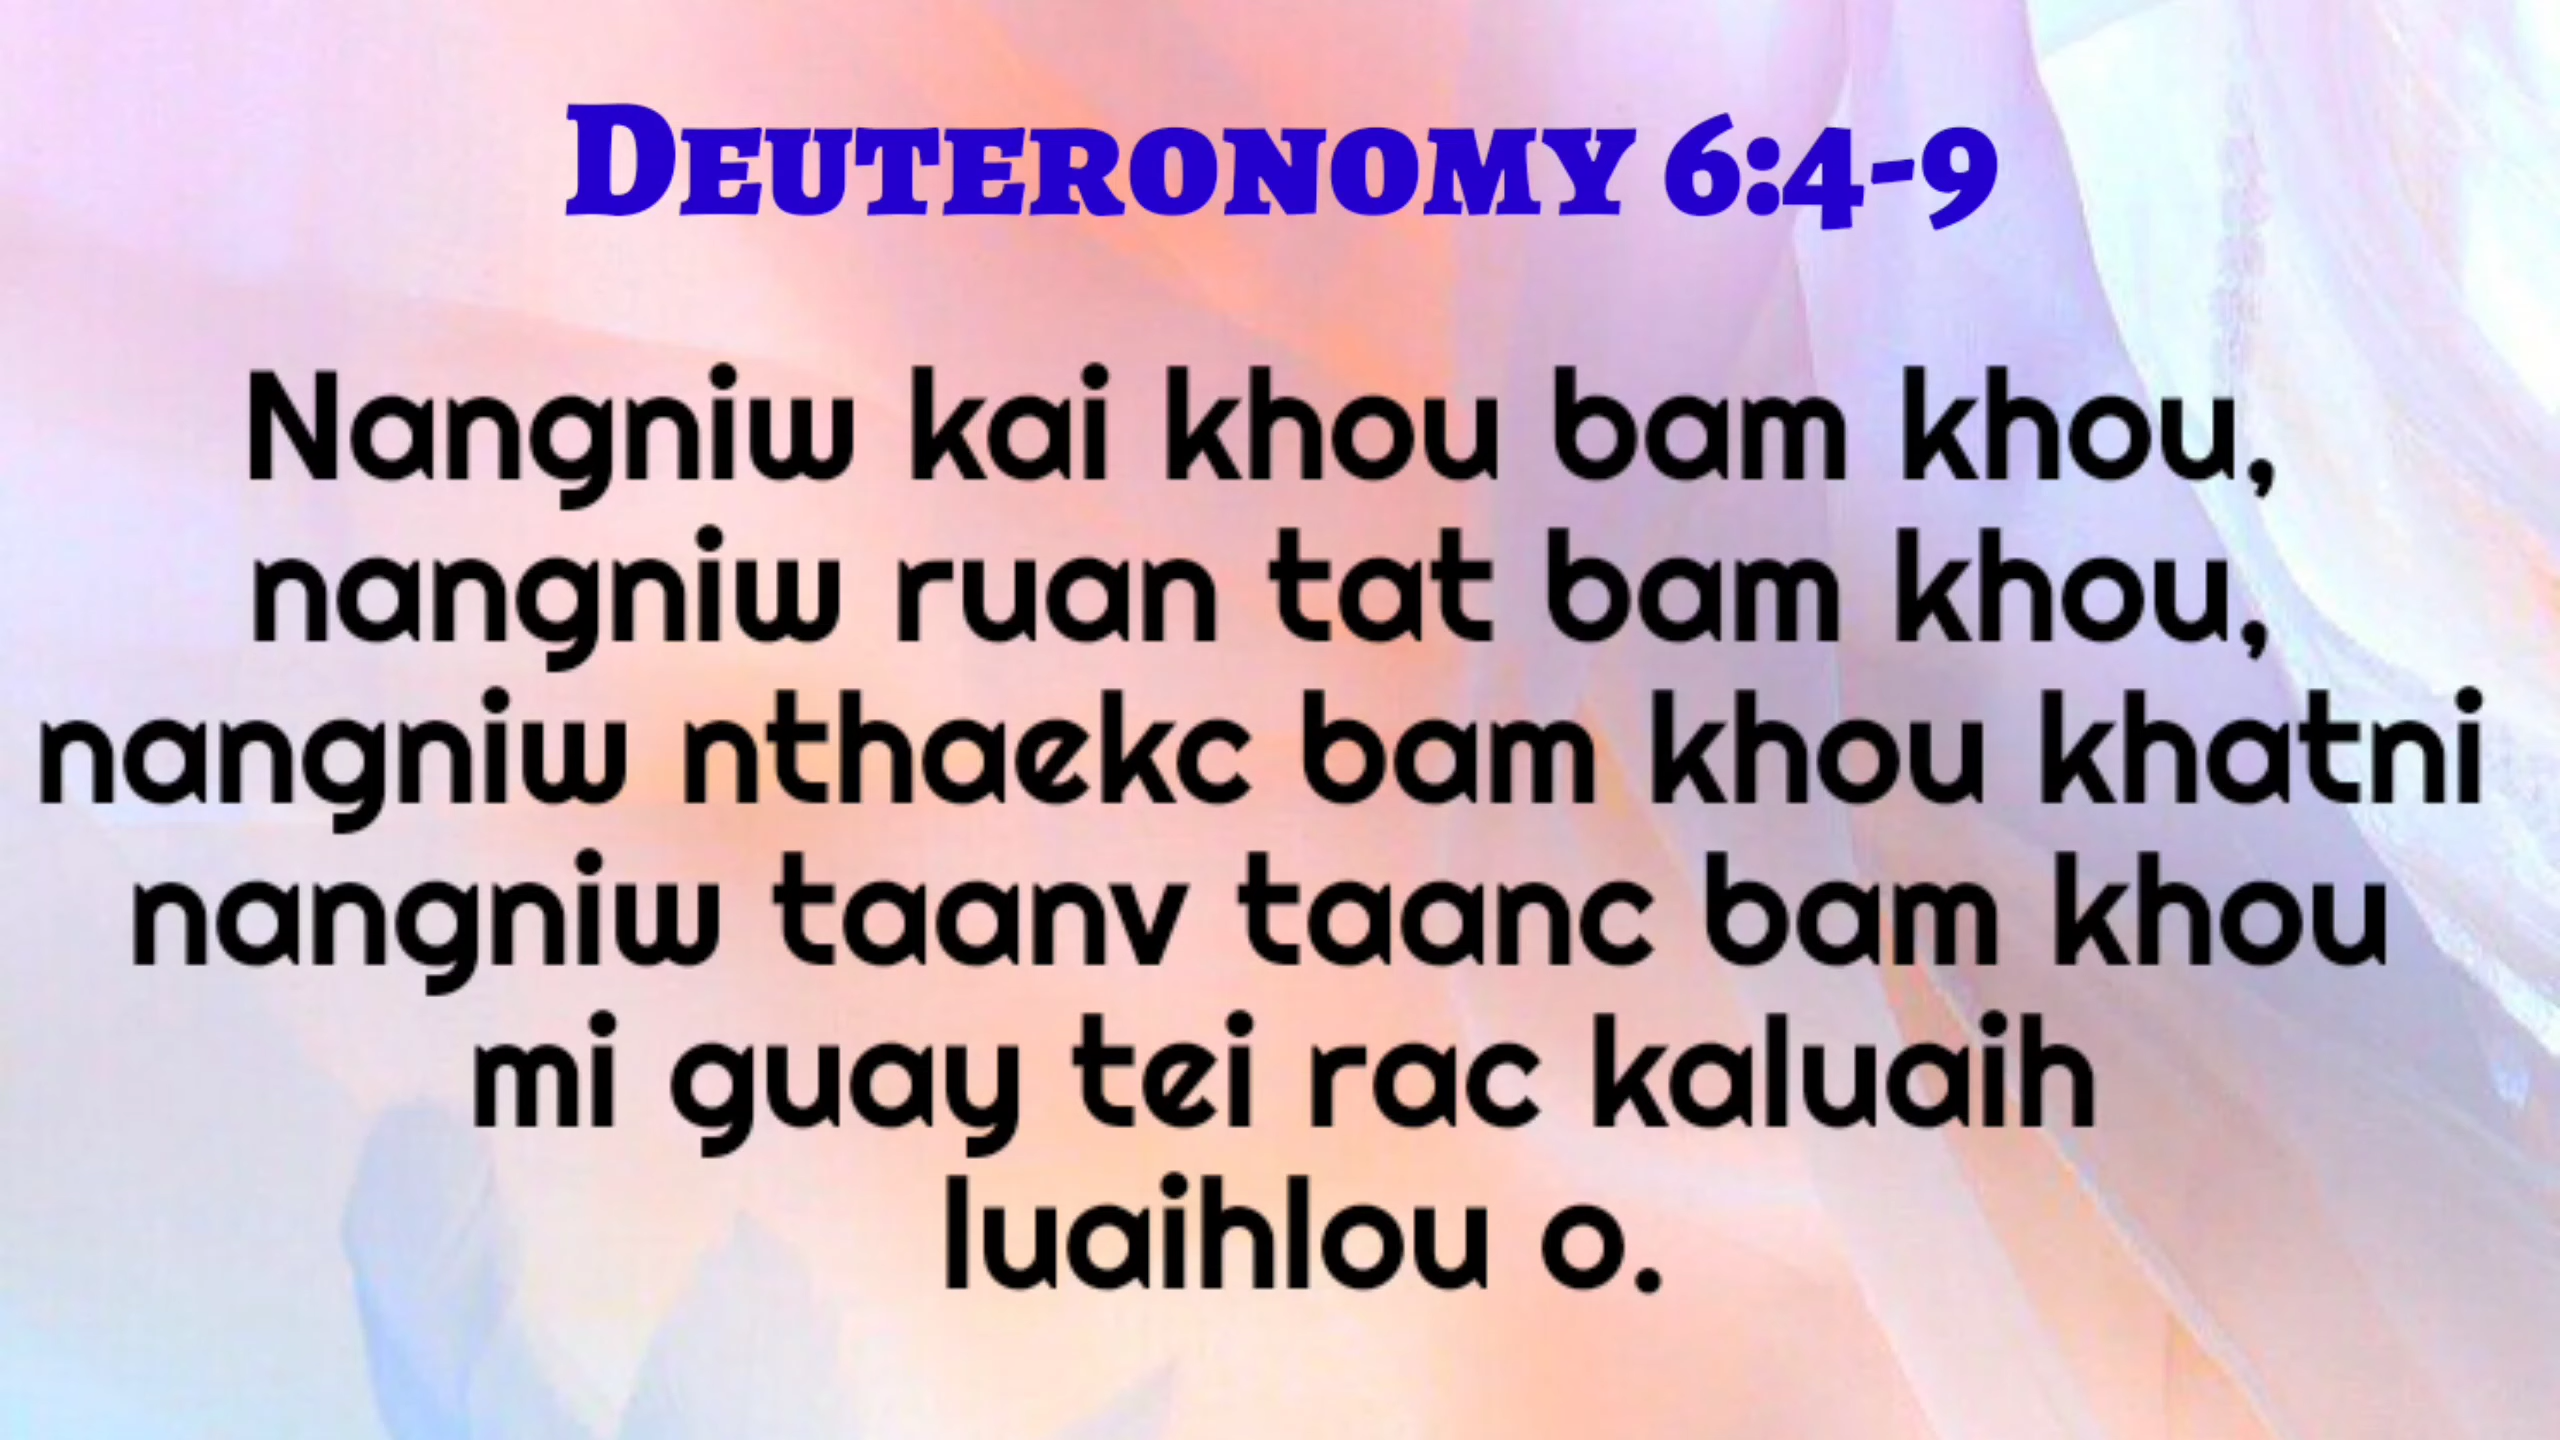 DEUTERONOMY 6:4-9
Nangniw kai khou bam khou,
nangniw ruan tat bam khou,
nangniw nthaekc bam khou khatni
nangniw taanv taanc bam khou
mi guay tei rac kaluaih
luaihlou o.